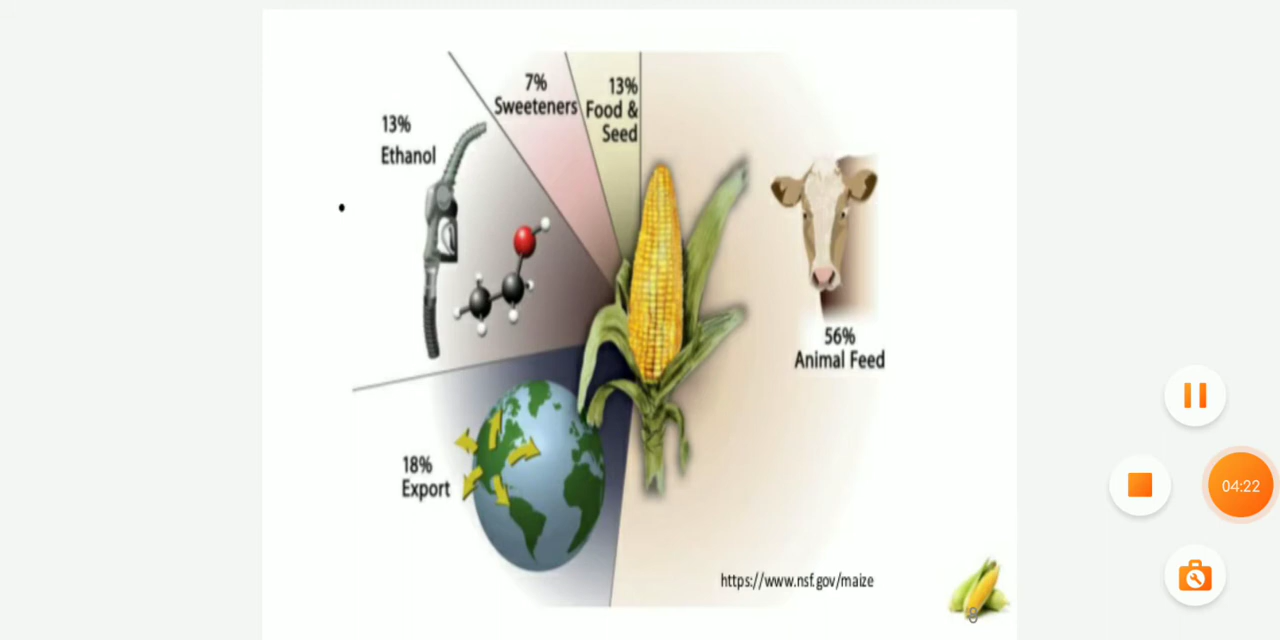 7%
Sweeteners
13%
Food &
Seed
13%
Ethanol
56%
Animal Feed
18%
Export
https://www.nsf.gov/maize
8
04:22